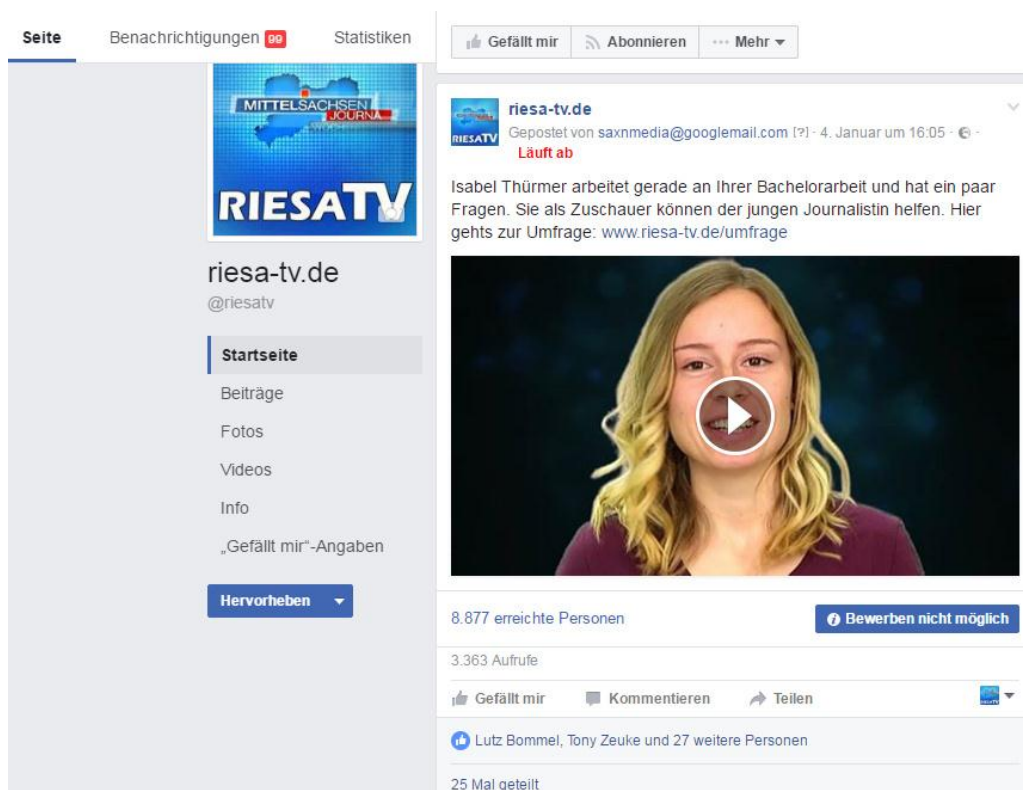 Seite Benachrichtigungen 99 Statistiken
Gefällt mir Abonnieren Mehr
MITTELSACHSEN
JOURNAL
RIESATV
riesa-tv.de
@riesatv
Startseite
Beiträge
Fotos
Videos
Info
„Gefällt mir“-Angaben
Hervorheben
RIESATV
riesa-tv.de
Gepostet von saxnmedia@googlemail.com [?] · 4. Januar um 16:05 ·
Läuft ab
Isabel Thürmer arbeitet gerade an Ihrer Bachelorarbeit und hat ein paar
Fragen. Sie als Zuschauer können der jungen Journalistin helfen. Hier
gehts zur Umfrage: www.riesa-tv.de/umfrage
8.877 erreichte Personen
Bewerben nicht möglich
3.363 Aufrufe
Gefällt mir Kommentieren Teilen
Lutz Bommel, Tony Zeuke und 27 weitere Personen
25 Mal geteilt